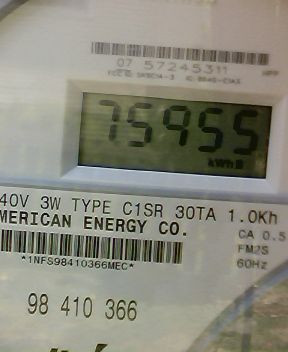 07 57245311
75955
kWh
40V 3W TYPE C1SR 30TA 1.0Kh
MERICAN ENERGY CO.
CA 0.5
FM2S
60Hz
*1NFS98410366MEC*
98 410 366